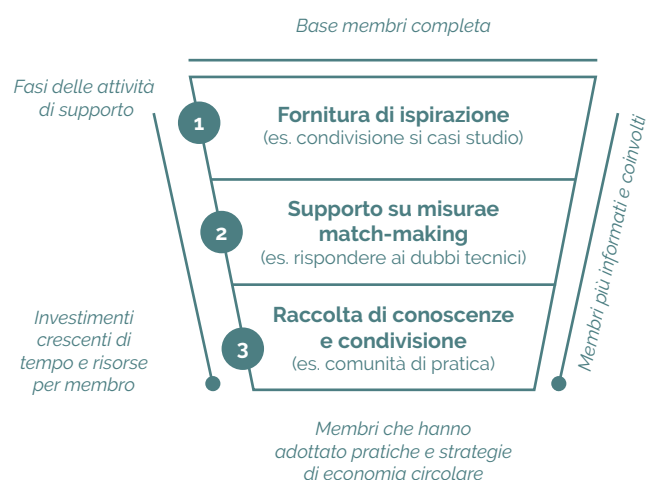 Base membri completa
Fasi delle attività
di supporto
1
Fornitura di ispirazione
(es. condivisione si casi studio)
2
Supporto su misurae
match-making
(es. rispondere ai dubbi tecnici)
3
Raccolta di conoscenze
e condivisione
(es. comunità di pratica)
Investimenti
crescenti di
tempo e risorse
per membro
Membri più informati e coinvolti
Membri che hanno
adottato pratiche e strategie
di economia circolare